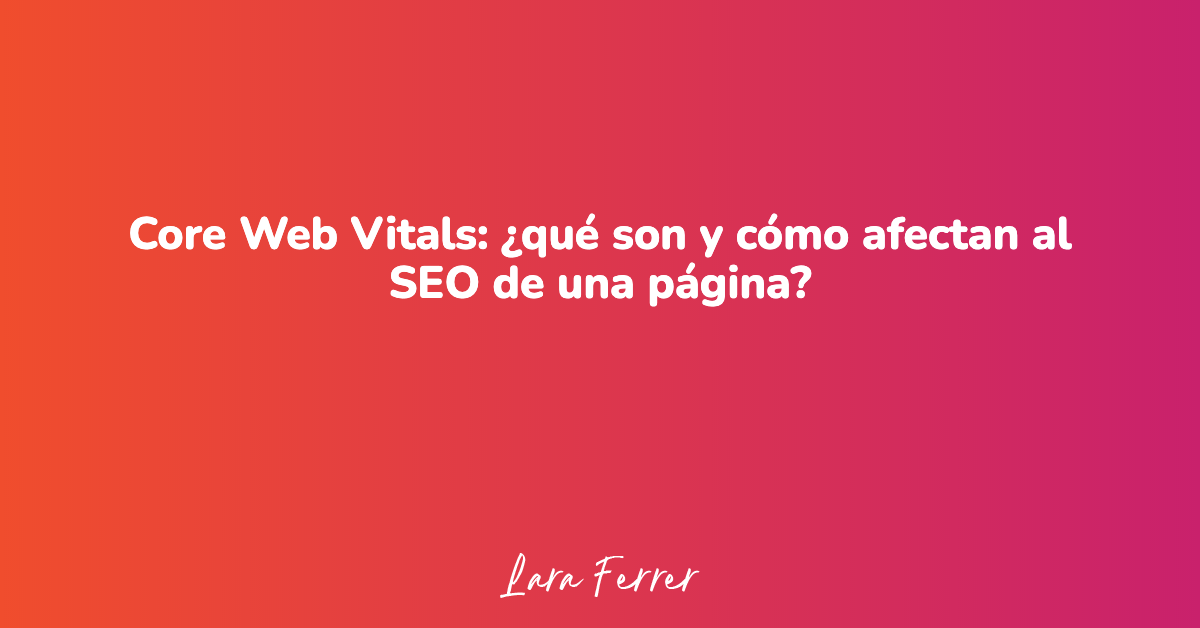 Core Web Vitals: ¿qué son y cómo afectan al
SEO de una página?
Lara Ferrer